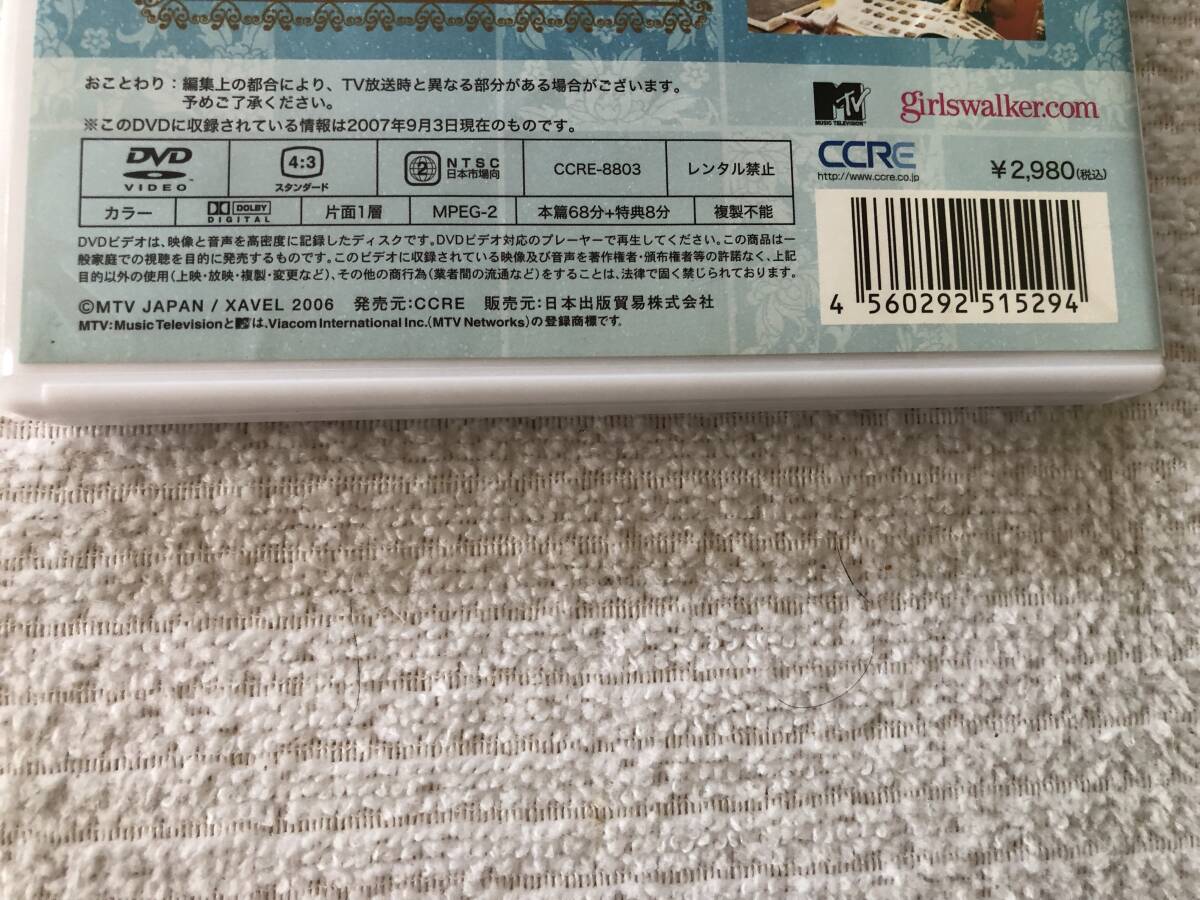 おことわり：編集上の都合により、TV放送時と異なる部分がある場合がございます。
予めご了承ください。
※このDVDに収録されている情報は2007年9月3日現在のものです。
MTV
MUSIC TELEVISION™
girlswalker.com
DVD
VIDEO™
4:3
スタンダード
2
NTSC
日本市場向
CCRE-8803
レンタル禁止
カラー
DOLBY
DIGITAL
片面1層
MPEG-2
本篇68分+特典8分
複製不能
CCRE
http://www.ccre.co.jp
¥2,980(税込)
DVDビデオは、映像と音声を高密度に記録したディスクです。DVDビデオ対応のプレーヤーで再生してください。この商品は一
般家庭での視聴を目的に発売するものです。このビデオに収録されている映像及び音声を著作権者・頒布権者等の許諾なく、上記
目的以外の使用(上映・放映・複製・変更など)、その他の商行為(業者間の流通など)をすることは、法律で固く禁じられております。
©MTV JAPAN / XAVEL 2006 発売元:CCRE 販売元:日本出版貿易株式会社
MTV:Music Televisionと MTV は、Viacom International Inc.(MTV Networks)の登録商標です。
4 560292 515294